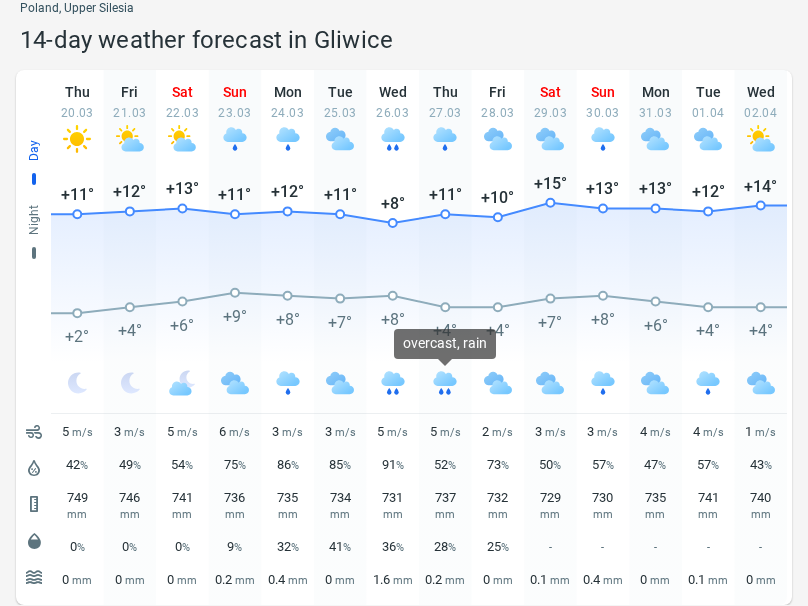 Poland, Upper Silesia
14-day weather forecast in Gliwice
Thu Fri Sat Sun Mon Tue Wed Thu Fri Sat Sun Mon Tue Wed
20.03 21.03 22.03 23.03 24.03 25.03 26.03 27.03 28.03 29.03 30.03 31.03 01.04 02.04
Day
+11° +12° +13° +11° +12° +11° +8° +11° +10° +15° +13° +13° +12° +14°
Night
+2° +4° +6° +9° +8° +7° +8° +4° +4° +7° +8° +6° +4° +4°
overcast, rain
5 m/s 3 m/s 5 m/s 6 m/s 3 m/s 3 m/s 5 m/s 5 m/s 2 m/s 3 m/s 3 m/s 4 m/s 4 m/s 1 m/s
42% 49% 54% 75% 86% 85% 91% 52% 73% 50% 57% 47% 57% 43%
749 746 741 736 735 734 731 737 732 729 730 735 741 740
mm mm mm mm mm mm mm mm mm mm mm mm mm mm
0% 0% 0% 9% 32% 41% 36% 28% 25% - - - - -
0 mm 0 mm 0 mm 0.2 mm 0.4 mm 0 mm 1.6 mm 0.2 mm 0 mm 0.1 mm 0.4 mm 0 mm 0.1 mm 0 mm